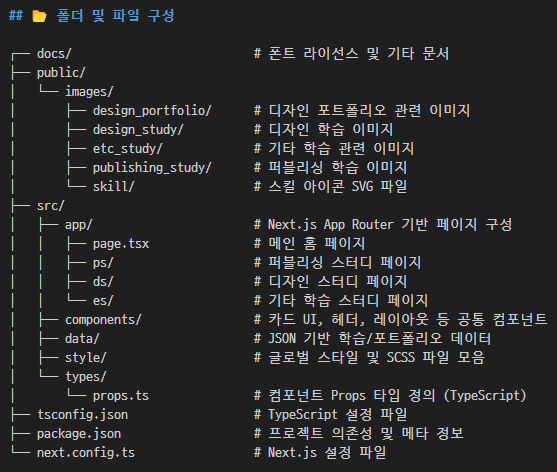 ## 📂 폴더 및 파일 구성
┌── docs/                          # 폰트 라이선스 및 기타 문서
├── public/
│   └── images/
│       ├── design_portfolio/      # 디자인 포트폴리오 관련 이미지
│       ├── design_study/          # 디자인 학습 이미지
│       ├── etc_study/             # 기타 학습 관련 이미지
│       ├── publishing_study/      # 퍼블리싱 학습 이미지
│       └── skill/                 # 스킬 아이콘 SVG 파일
├── src/
│   ├── app/                       # Next.js App Router 기반 페이지 구성
│   │   ├── page.tsx               # 메인 홈 페이지
│   │   ├── ps/                    # 퍼블리싱 스터디 페이지
│   │   ├── ds/                    # 디자인 스터디 페이지
│   │   └── es/                    # 기타 학습 스터디 페이지
│   ├── components/                # 카드 UI, 헤더, 레이아웃 등 공통 컴포넌트
│   ├── data/                      # JSON 기반 학습/포트폴리오 데이터
│   ├── style/                     # 글로벌 스타일 및 SCSS 파일 모음
│   └── types/
│       └── props.ts               # 컴포넌트 Props 타입 정의 (TypeScript)
├── tsconfig.json                  # TypeScript 설정 파일
├── package.json                   # 프로젝트 의존성 및 메타 정보
└── next.config.ts                 # Next.js 설정 파일